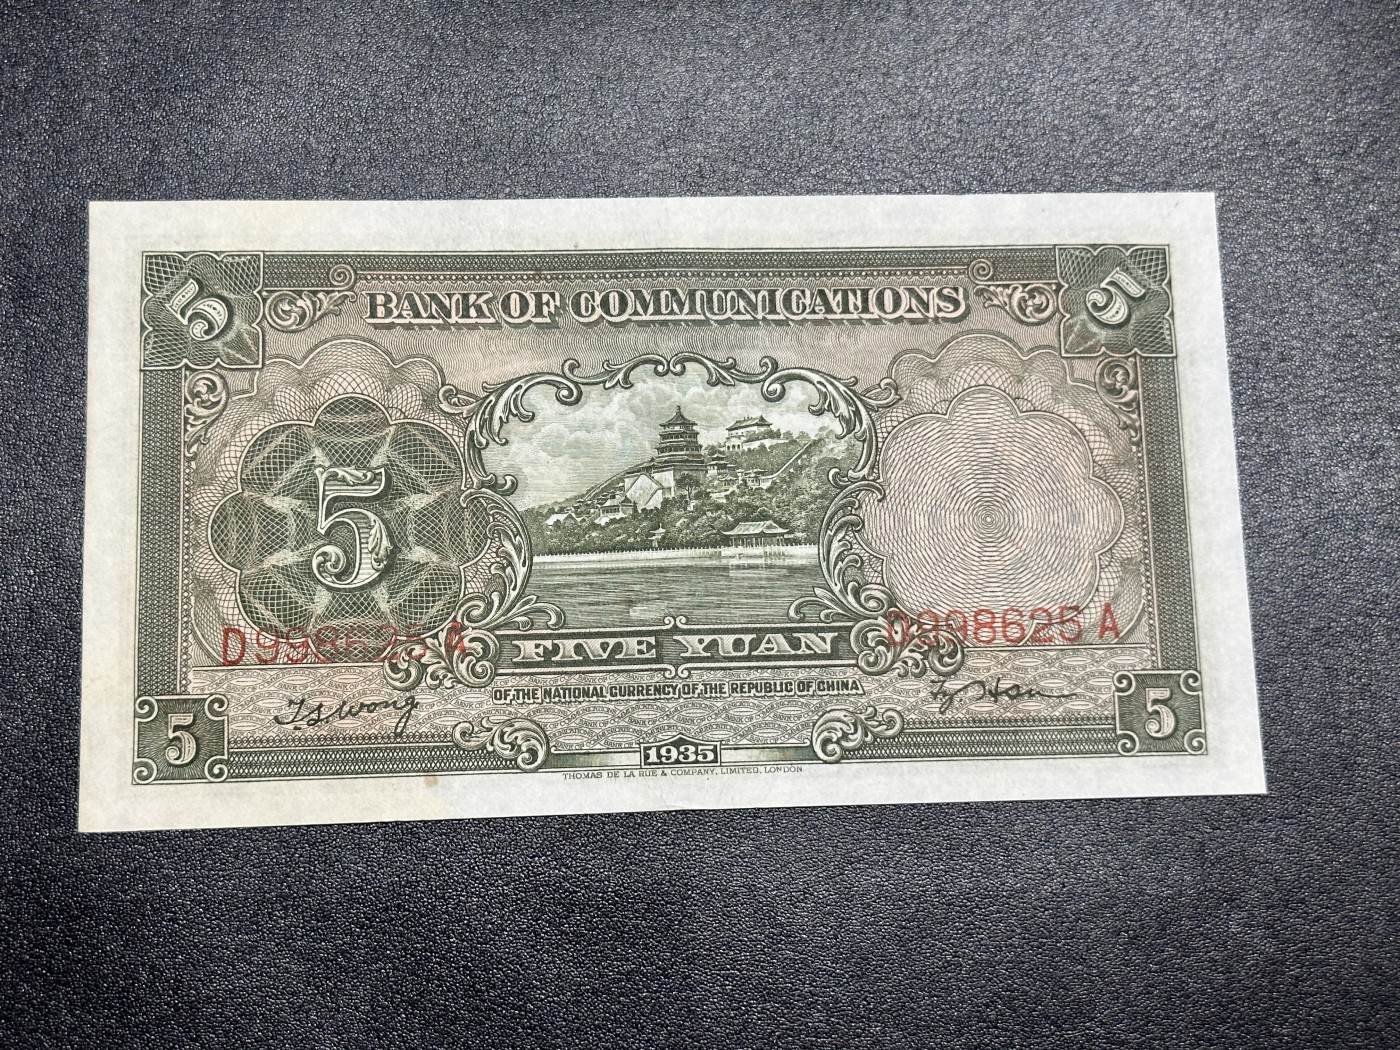 5 5
BANK OF COMMUNICATIONS
5
D998625 A D998625 A
FIVE YUAN
OF THE NATIONAL CURRENCY OF THE REPUBLIC OF CHINA
T S Wong
5 5
1935
THOMAS DE LA RUE & COMPANY, LIMITED, LONDON